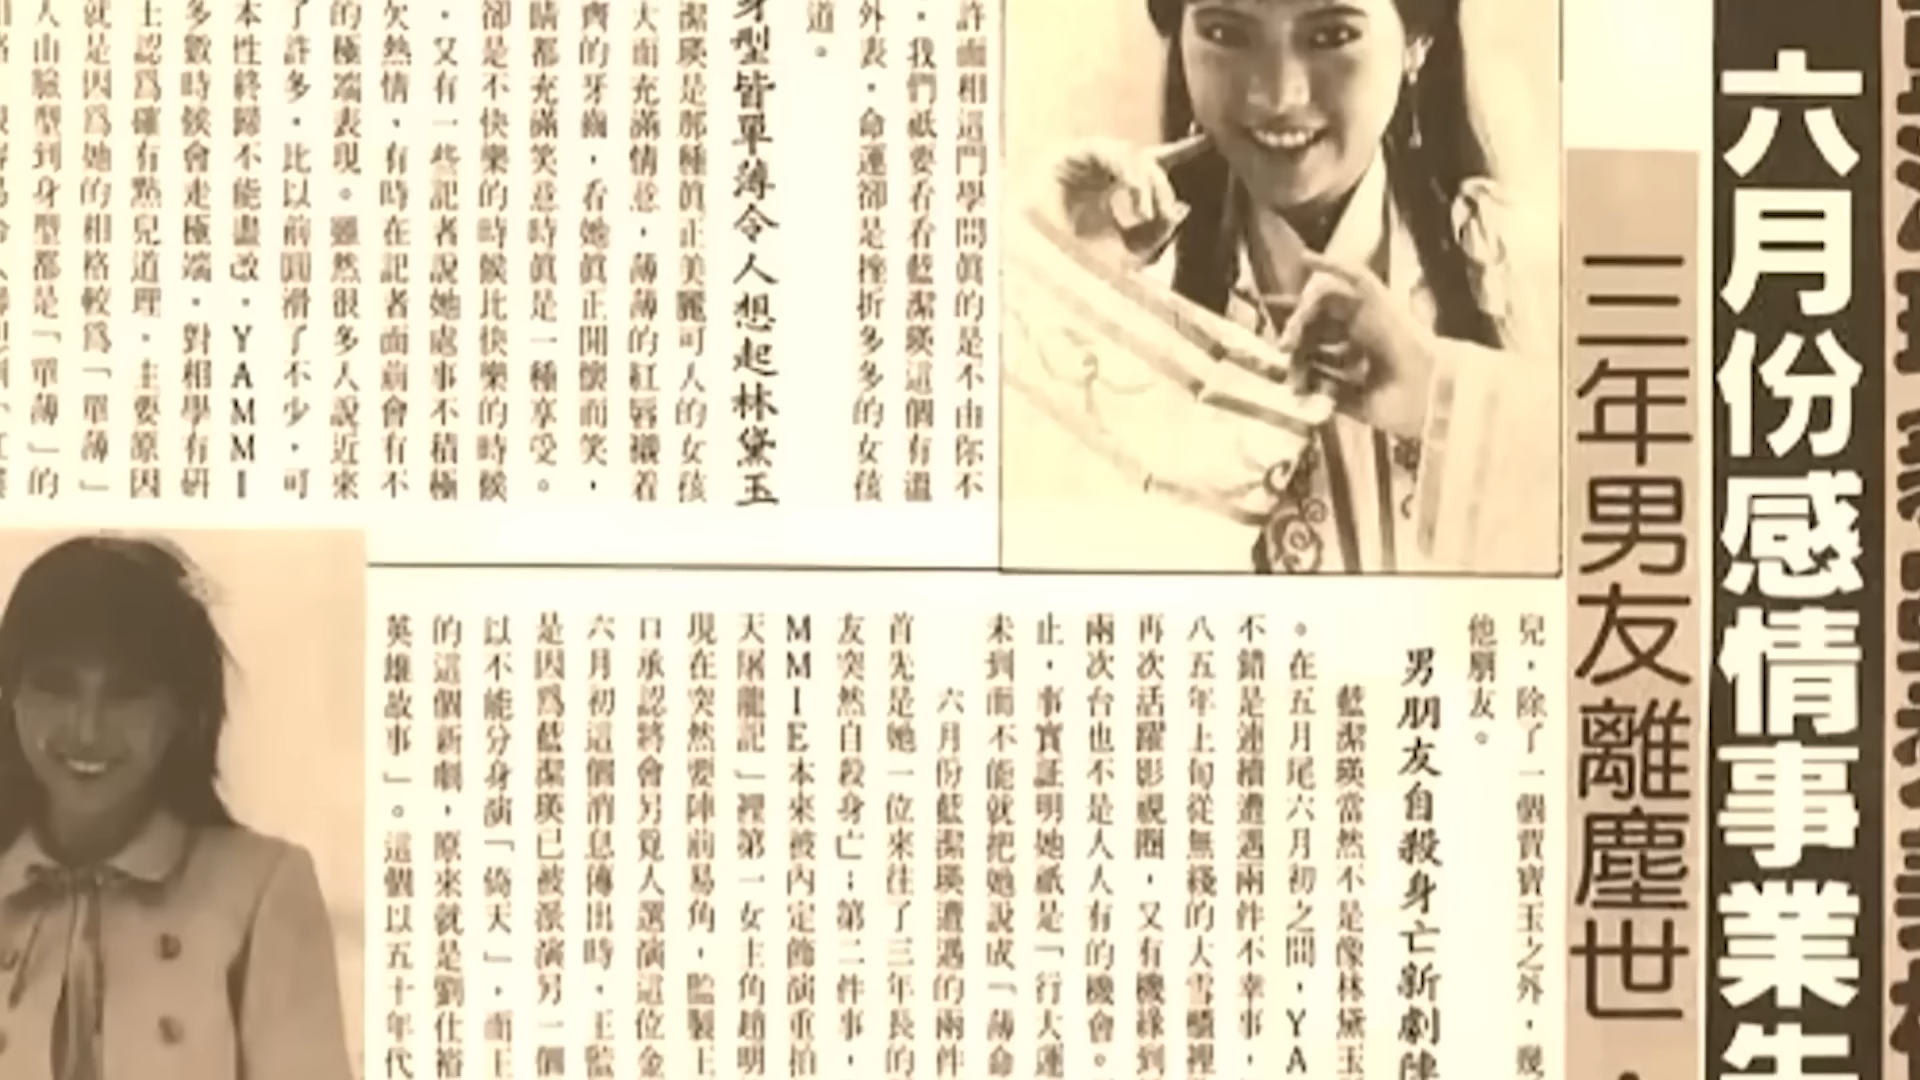 六月份感情事業
三年男友離塵世
許面相這門學問眞的是不由你不
我們祇要看看藍潔瑛這個有溫
外表，命運卻是挫折多多的女孩
道。
型皆單薄令人想起林黛玉
潔瑛是那種眞正美麗可人的女孩
大而充滿情意，薄薄的紅唇襯着
齊的牙齒，看她眞正開懷而笑，
睛都充滿笑意時眞是一種享受。
卻是不快樂的時候比快樂的時候
，又有一些記者說她處事不積極
欠熱情，有時在記者面前會有不
的極端表現。雖然很多人說近來
了許多，比以前圓滑了不少，可
本性終歸不能盡改，YAMMI
多數時候會走極端。對相學有研
士認爲確有點兒道理，主要原因
就是因爲她的相格較爲「單薄」
人由臉型到身型都是「單薄」的
兒，除了一個賈寶玉之外，幾
他朋友。
男朋友自殺身亡新劇陣
藍潔瑛當然不是像林黛玉
。在五月尾六月初之間，YA
不錯是連續遭遇兩件不幸事，
八五年上旬從無綫的大雪櫃裡
再次活躍影視圈，又有機緣到
兩次台也不是人人有的機會。
止，事實証明她祇是「行大運
未到而不能就把她說成「薄命
六月份藍潔瑛遭遇的兩件
首先是她一位來往了三年長的
友突然自殺身亡；第二件事，
MMIE本來被內定飾演重拍
天屠龍記」裡第一女主角趙明
現在突然要陣前易角，監製王
口承認將會另覓人選演這位金
六月初這個消息傳出時，王監
是因爲藍潔瑛已被派演另一個
以不能分身演「倚天」，而主
的這個新劇，原來就是劉仕裕
英雄故事」。這個以五十年代